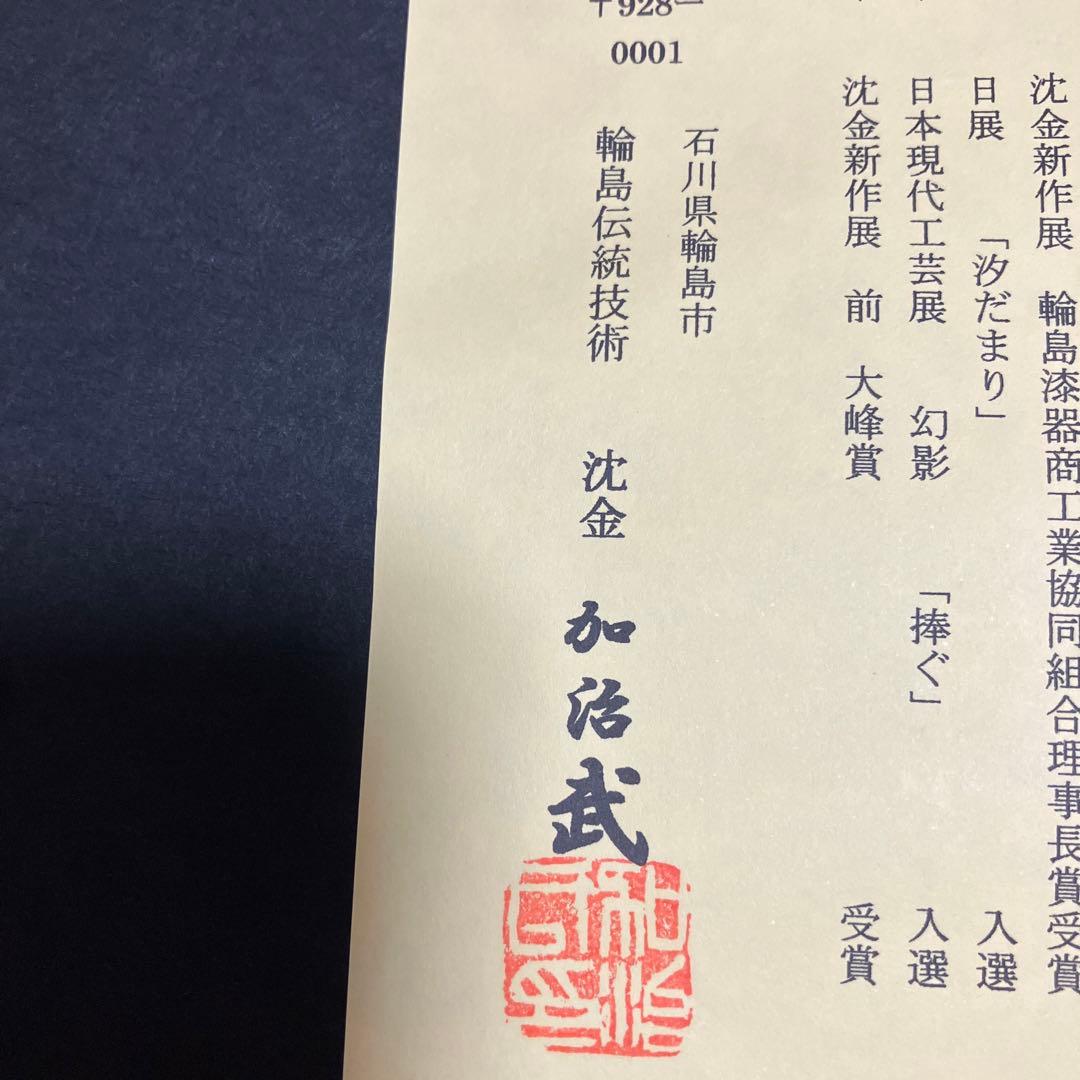 沈金新作展 輪島漆器商工業協同組合理事長賞受賞
日展 「汐だまり」 入選
日本現代工芸展 幻影 「捧ぐ」 入選
沈金新作展 前 大峰賞 受賞
〒928-
0001
石川県輪島市
輪島伝統技術 沈金 加治武